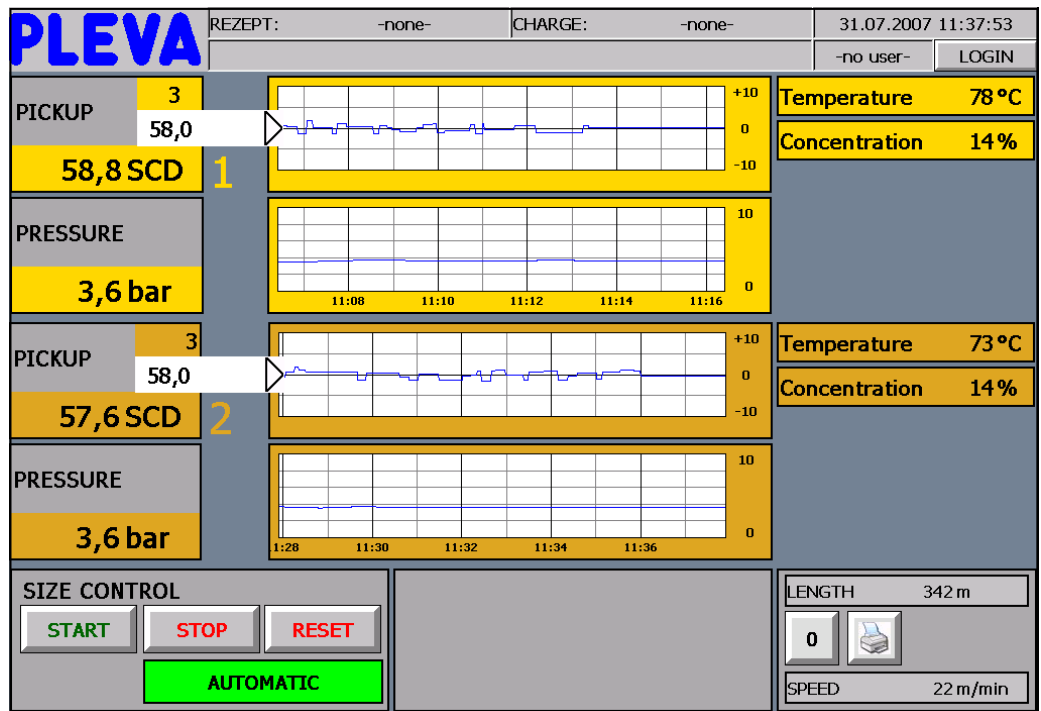 PLEVA
REZEPT: -none- CHARGE: -none- 31.07.2007 11:37:53
-no user- LOGIN
PICKUP 3
58,0
58,8 SCD
1
+10
0
-10
Temperature 78 °C
Concentration 14 %
PRESSURE
3,6 bar
10
0
11:08 11:10 11:12 11:14 11:16
PICKUP 3
58,0
57,6 SCD
2
+10
0
-10
Temperature 73 °C
Concentration 14 %
PRESSURE
3,6 bar
10
0
1:28 11:30 11:32 11:34 11:36
SIZE CONTROL
START STOP RESET
AUTOMATIC
LENGTH 342 m
0
SPEED 22 m/min